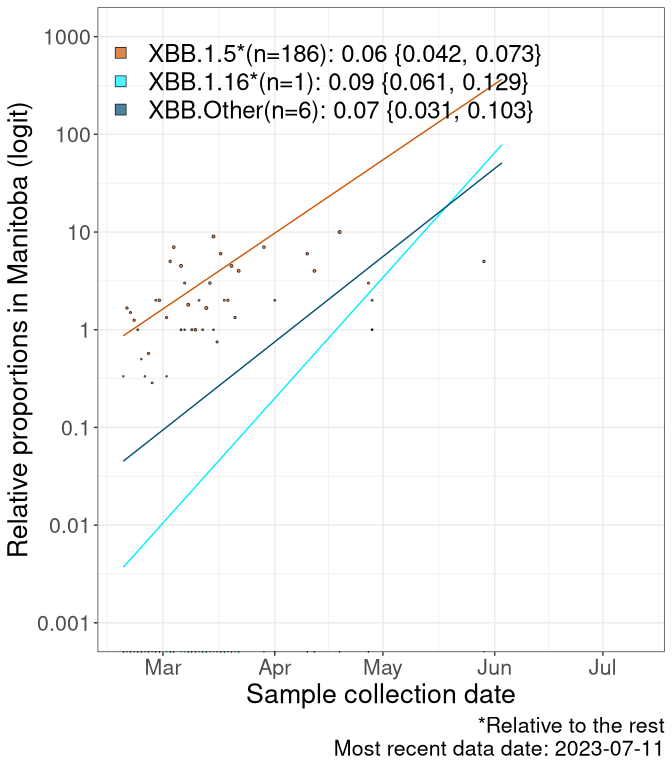 XBB.1.5*(n=186): 0.06 {0.042, 0.073}
XBB.1.16*(n=1): 0.09 {0.061, 0.129}
XBB.Other(n=6): 0.07 {0.031, 0.103}
Relative proportions in Manitoba (logit)
1000
100
10
1
0.1
0.01
0.001
Mar Apr May Jun Jul
Sample collection date
*Relative to the rest
Most recent data date: 2023-07-11